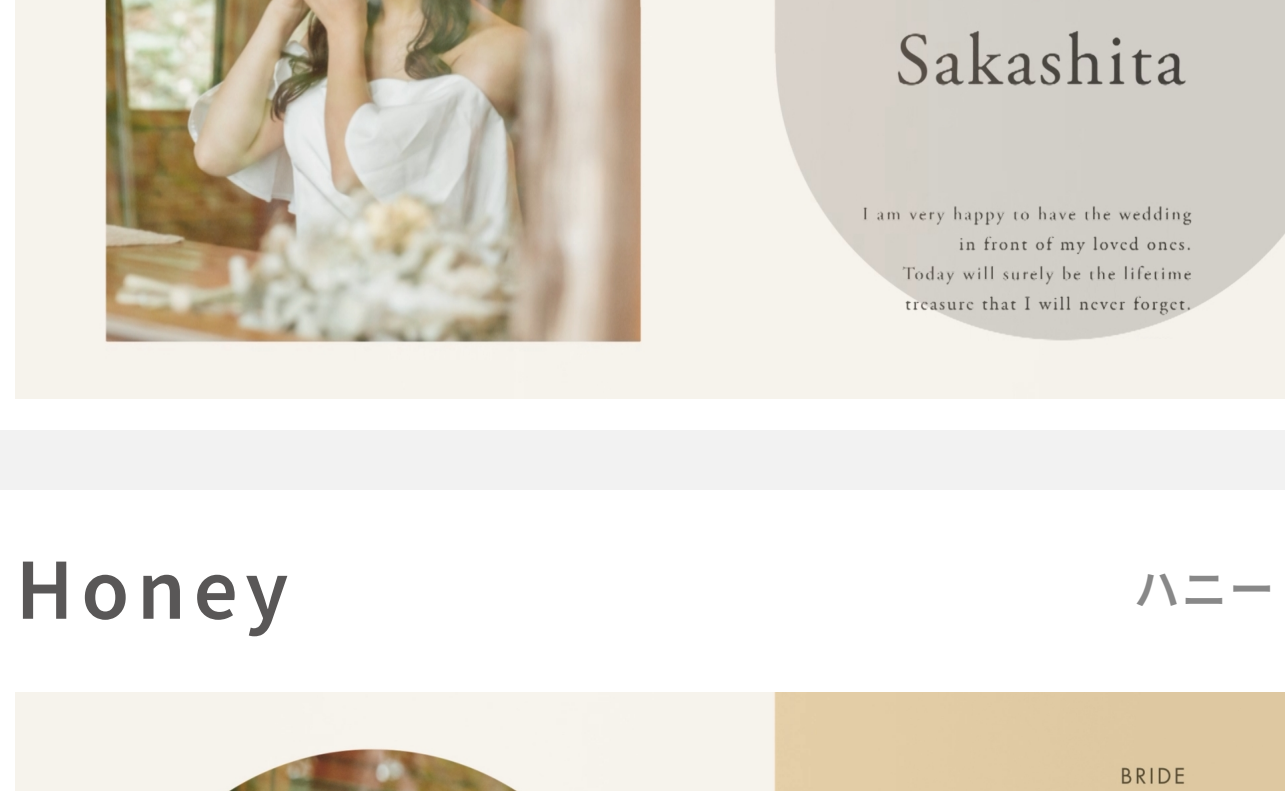 Sakashita
I am very happy to have the wedding
in front of my loved ones.
Today will surely be the lifetime
treasure that I will never forget.
Honey
ハニー
BRIDE